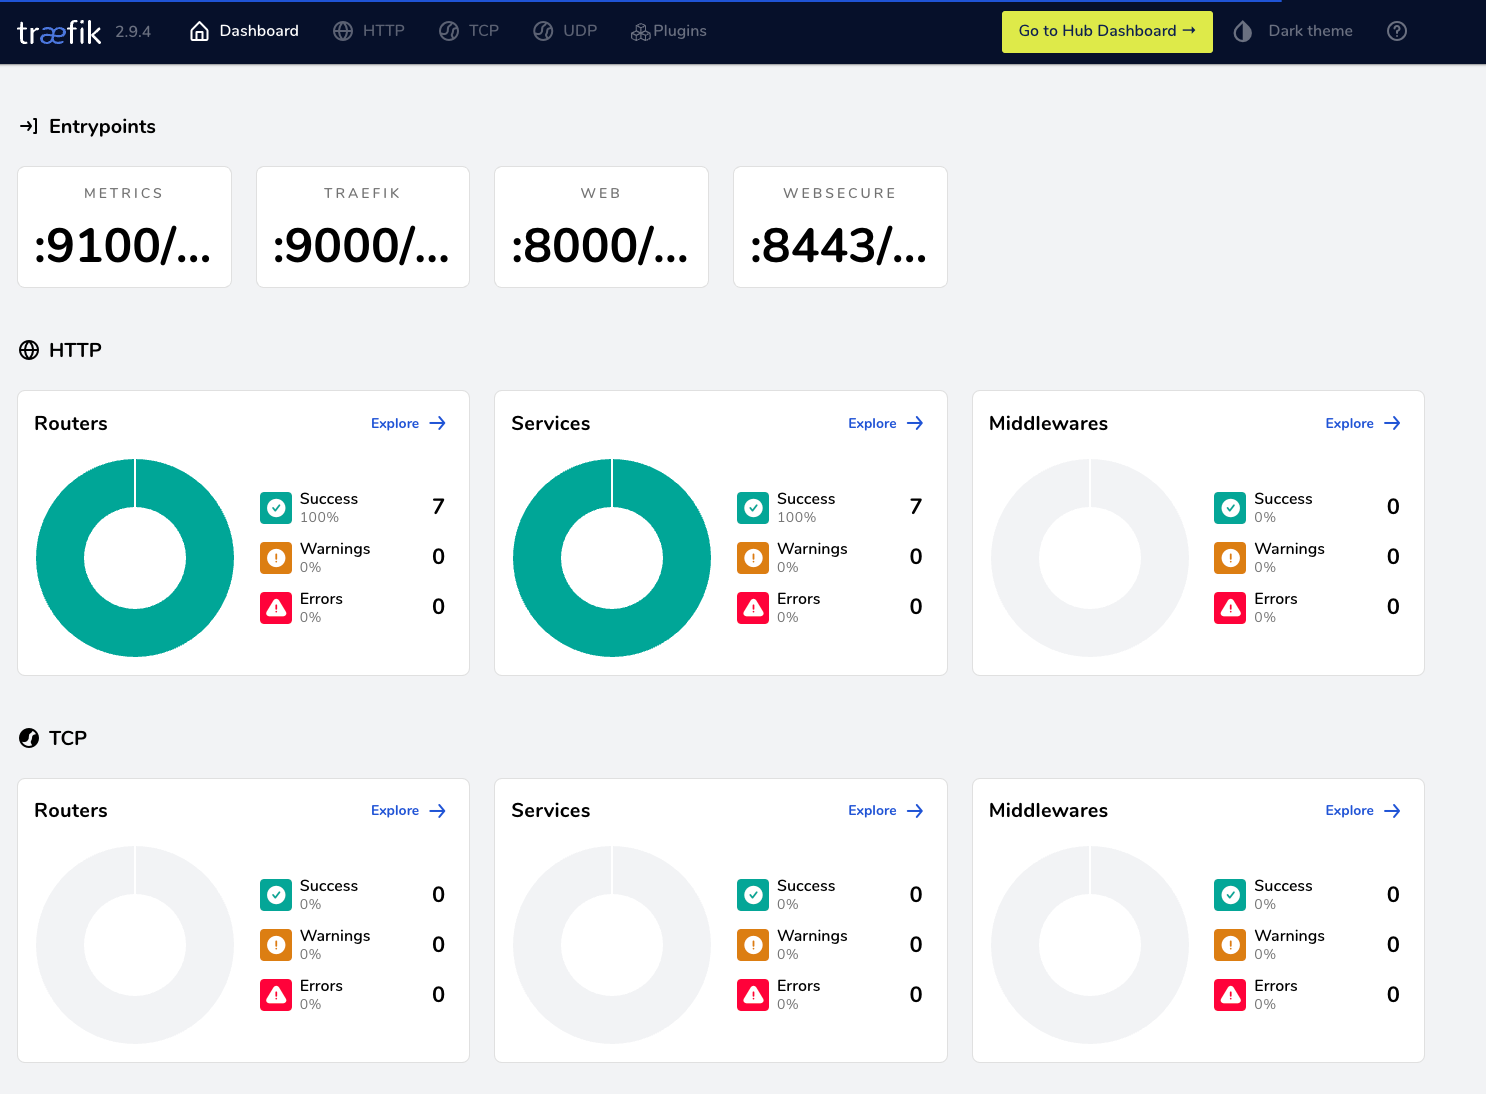 træfik 2.9.4 Dashboard HTTP TCP UDP Plugins Go to Hub Dashboard → Dark theme
Entrypoints
METRICS TRAEFIK WEB WEBSECURE
:9100/... :9000/... :8000/... :8443/...
HTTP
Routers Explore Services Explore Middlewares Explore
Success 7 Success 7 Success 0
100% 100% 0%
Warnings 0 Warnings 0 Warnings 0
0% 0% 0%
Errors 0 Errors 0 Errors 0
0% 0% 0%
TCP
Routers Explore Services Explore Middlewares Explore
Success 0 Success 0 Success 0
0% 0% 0%
Warnings 0 Warnings 0 Warnings 0
0% 0% 0%
Errors 0 Errors 0 Errors 0
0% 0% 0%